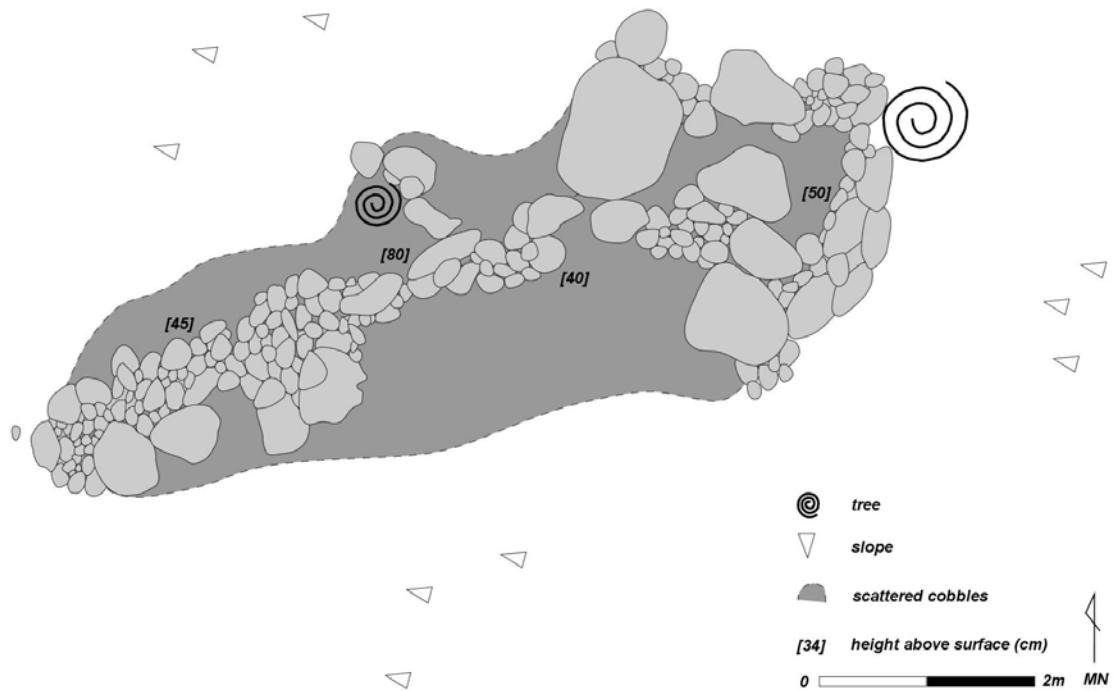 [50]
[80]
[40]
[45]
tree
slope
scattered cobbles
[34] height above surface (cm)
0 2m
MN